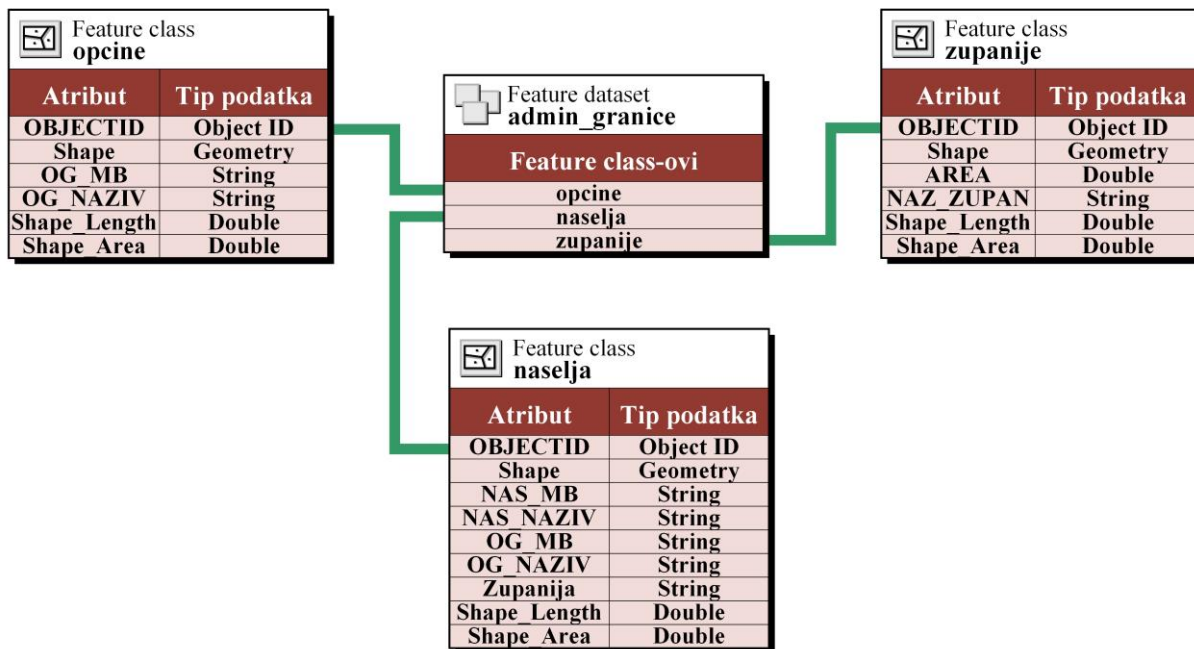 Feature class
opcine
Atribut Tip podatka
OBJECTID Object ID
Shape Geometry
OG_MB String
OG_NAZIV String
Shape_Length Double
Shape_Area Double
Feature dataset
admin_granice
Feature class-ovi
opcine
naselja
zupanije
Feature class
zupanije
Atribut Tip podatka
OBJECTID Object ID
Shape Geometry
AREA Double
NAZ_ZUPAN String
Shape_Length Double
Shape_Area Double
Feature class
naselja
Atribut Tip podatka
OBJECTID Object ID
Shape Geometry
NAS_MB String
NAS_NAZIV String
OG_MB String
OG_NAZIV String
Zupanija String
Shape_Length Double
Shape_Area Double